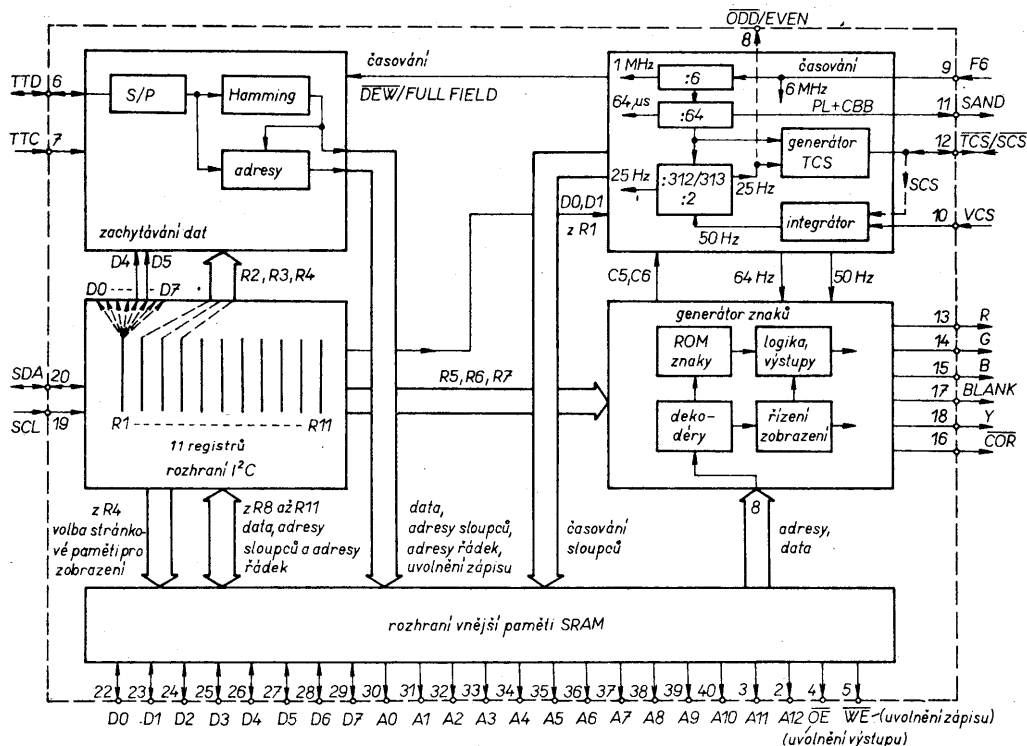 ODD/EVEN
8
TTD 6
TTC 7
S/P
Hamming
adresy
zachytávání dat
časování
DEW/FULL FIELD
1 MHz
:6
časování
6 MHz
64 µs
:64
PL+CBB
generátor
TCS
25 Hz
:312/313
:2
25 Hz
SCS
50 Hz
integrátor
9 F6
11 SAND
12 TCS/SCS
10 VCS
D0, D1
z R1
D4
D5
R2, R3, R4
D0 - - - - D7
C5, C6
64 Hz
50 Hz
SDA 20
SCL 19
R1 - - - - - - - - R11
11 registrů
rozhraní I²C
R5, R6, R7
generátor znaků
ROM
znaky
logika,
výstupy
deko-
déry
řízení
zobrazení
13 R
14 G
15 B
17 BLANK
18 Y
16 COR
8
z R4
volba stránko-
vé paměti pro
zobrazení
z R8 až R11
data, adresy
sloupců a adresy
řádek
data,
adresy sloupců,
adresy řádek,
uvolnění zápisu
časování
sloupců
adresy,
data
rozhraní vnější paměti SRAM
22 23 24 25 26 27 28 29 30 31 32 33 34 35 36 37 38 39 40 3 2 4 5
D0 D1 D2 D3 D4 D5 D6 D7 A0 A1 A2 A3 A4 A5 A6 A7 A8 A9 A10 A11 A12 OE WE (uvolnění zápisu)
(uvolnění výstupu)